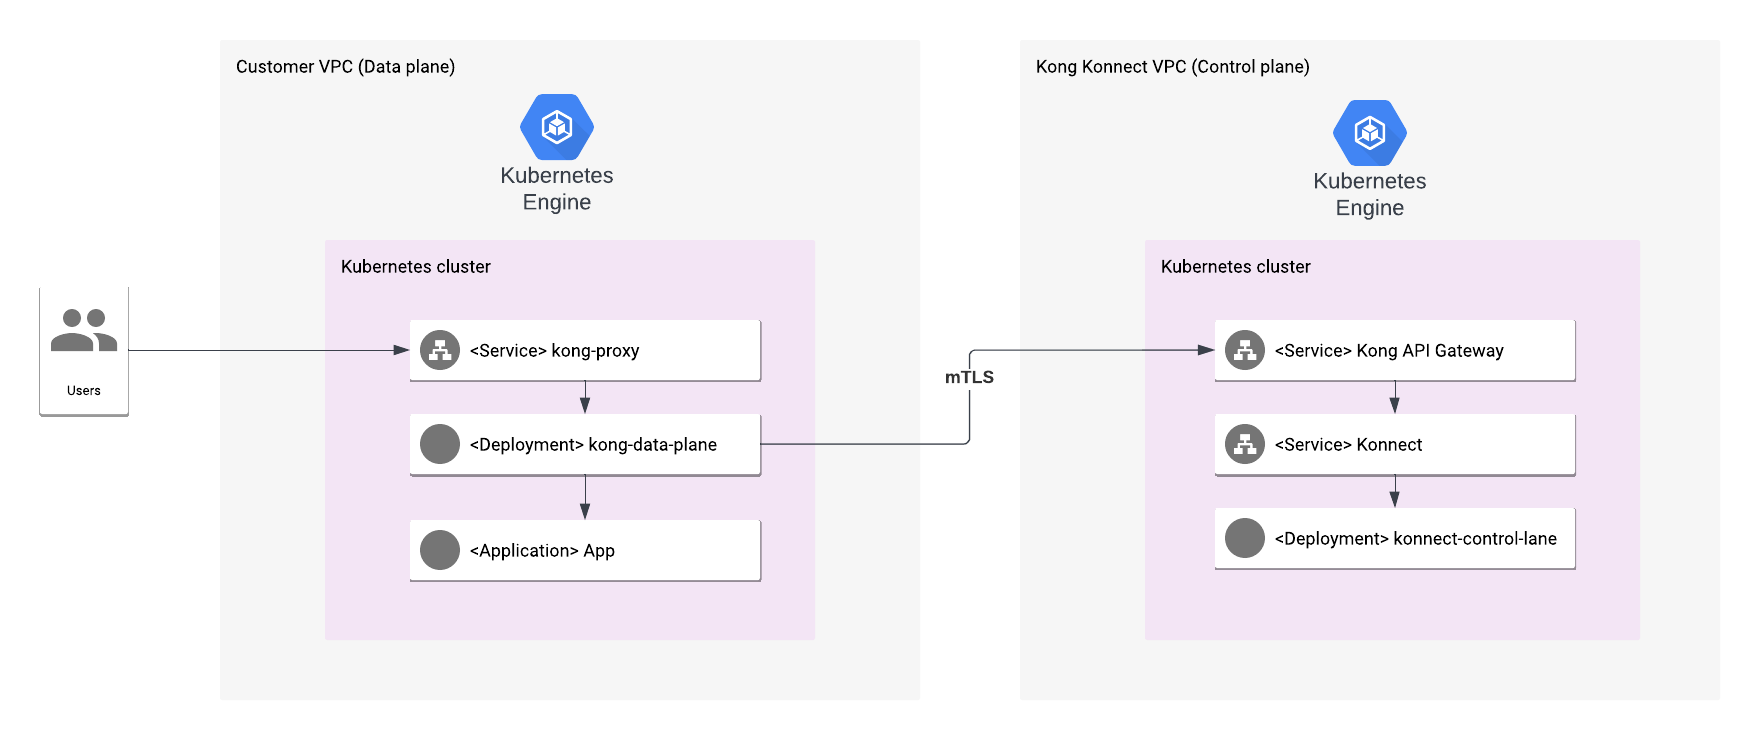 Customer VPC (Data plane)
Kubernetes
Engine
Kubernetes cluster
Users
<Service> kong-proxy
<Deployment> kong-data-plane
<Application> App
mTLS
Kong Konnect VPC (Control plane)
Kubernetes
Engine
Kubernetes cluster
<Service> Kong API Gateway
<Service> Konnect
<Deployment> konnect-control-lane